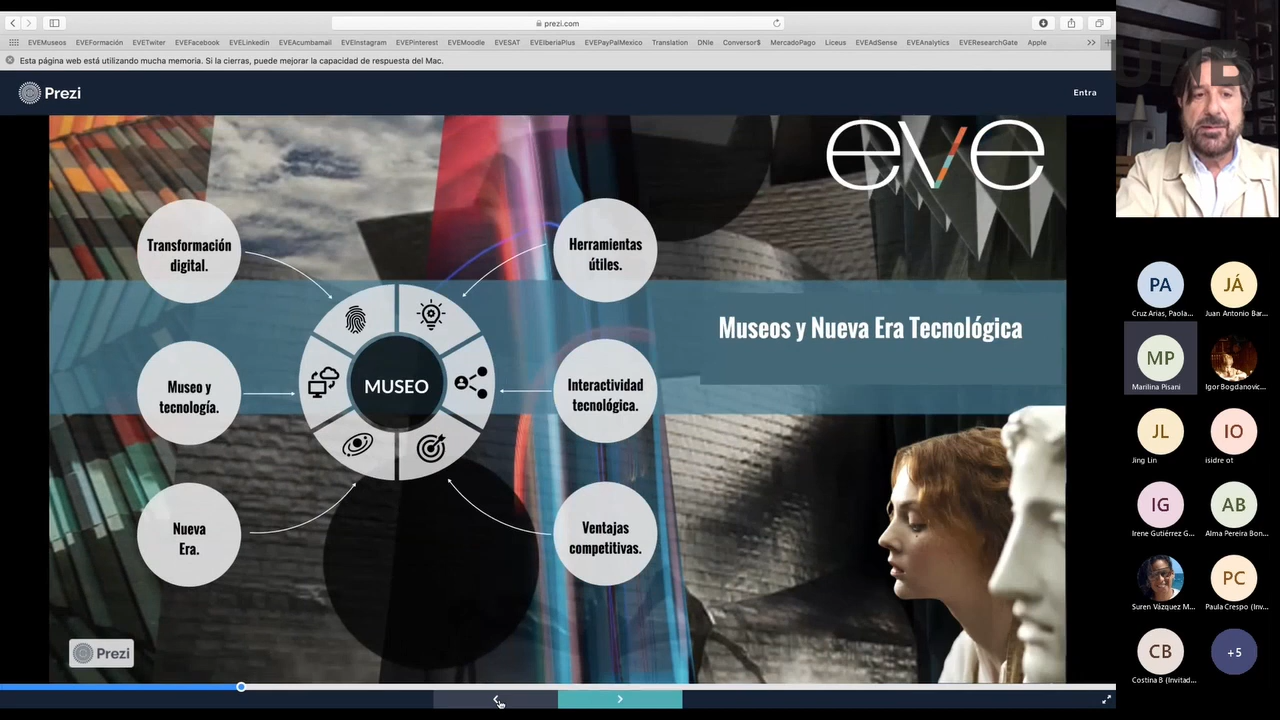 prezi.com
EVEMuseos EVEFormación EVETwiter EVEFacebook EVELinkedin EVEAcumbamail EVEInstagram EVEPinterest EVEMoodle EVESAT EVEIberiaPlus EVEPayPalMexico Translation DNIe Conversor$ MercadoPago Liceus EVEAdSense EVEAnalytics EVEResearchGate Apple
Esta página web está utilizando mucha memoria. Si la cierras, puede mejorar la capacidad de respuesta del Mac.
Prezi
Entra
eve
Transformación
digital.
Herramientas
útiles.
Museos y Nueva Era Tecnológica
Museo y
tecnología.
MUSEO
Interactividad
tecnológica.
Nueva
Era.
Ventajas
competitivas.
Prezi
PA
Cruz Arias, Paola...
JÁ
Juan Antonio Bar...
MP
Marilina Pisani
Igor Bogdanovic...
JL
Jing Lin
IO
isidre ot
IG
Irene Gutiérrez G...
AB
Alma Pereira Bon...
Suren Vázquez M...
PC
Paula Crespo (Inv...
CB
Costina B (Invitad...
+5